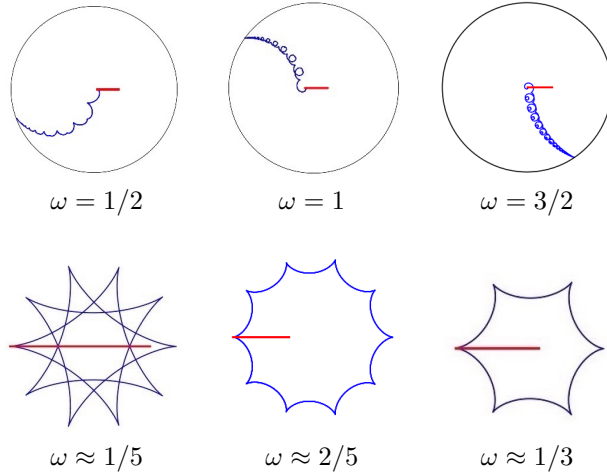 ω = 1/2
ω = 1
ω = 3/2
ω ≈ 1/5
ω ≈ 2/5
ω ≈ 1/3